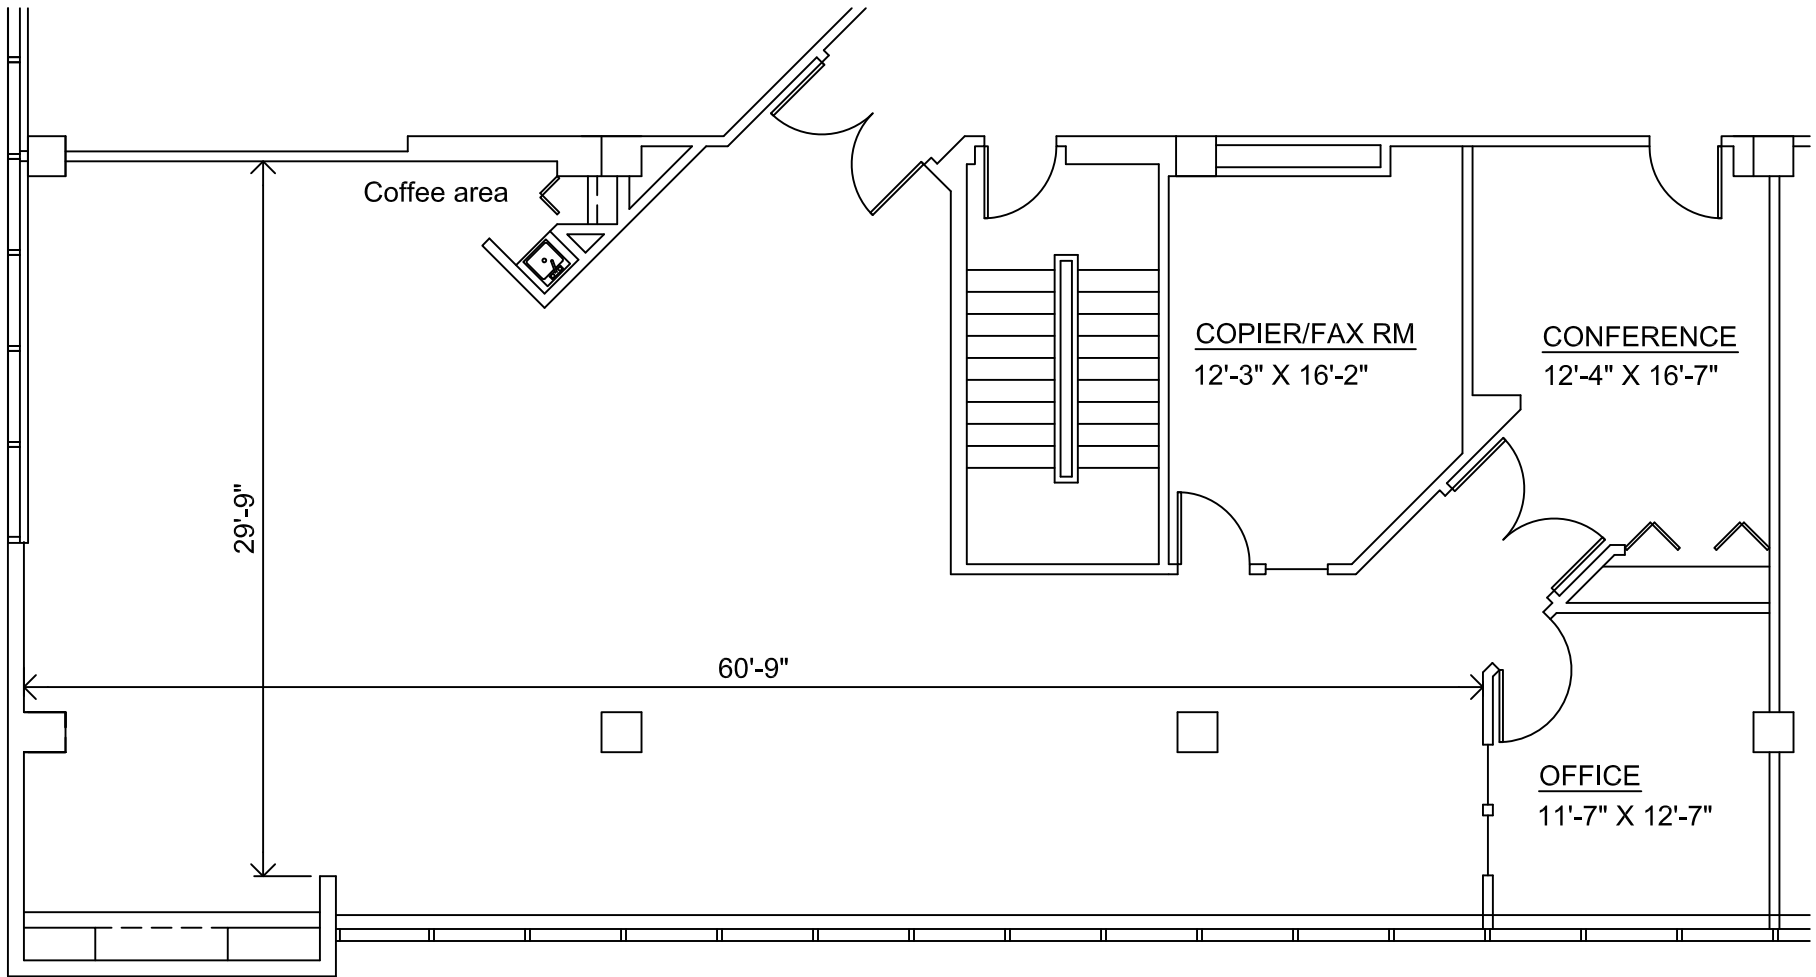 Coffee area
COPIER/FAX RM
12'-3" X 16'-2"
CONFERENCE
12'-4" X 16'-7"
29'-9"
60'-9"
OFFICE
11'-7" X 12'-7"